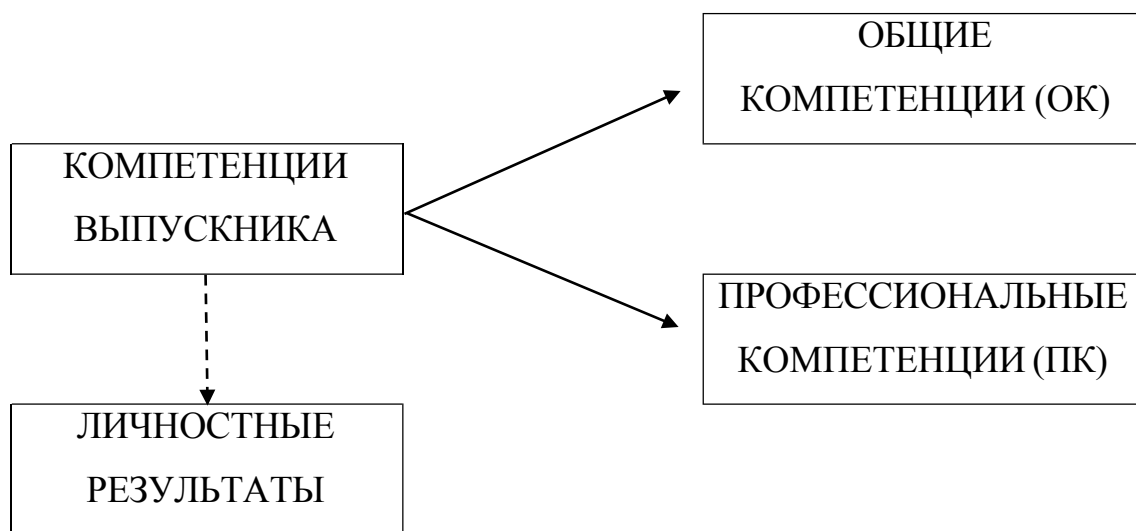 ОБЩИЕ
КОМПЕТЕНЦИИ (ОК)
КОМПЕТЕНЦИИ
ВЫПУСКНИКА
ПРОФЕССИОНАЛЬНЫЕ
КОМПЕТЕНЦИИ (ПК)
ЛИЧНОСТНЫЕ
РЕЗУЛЬТАТЫ